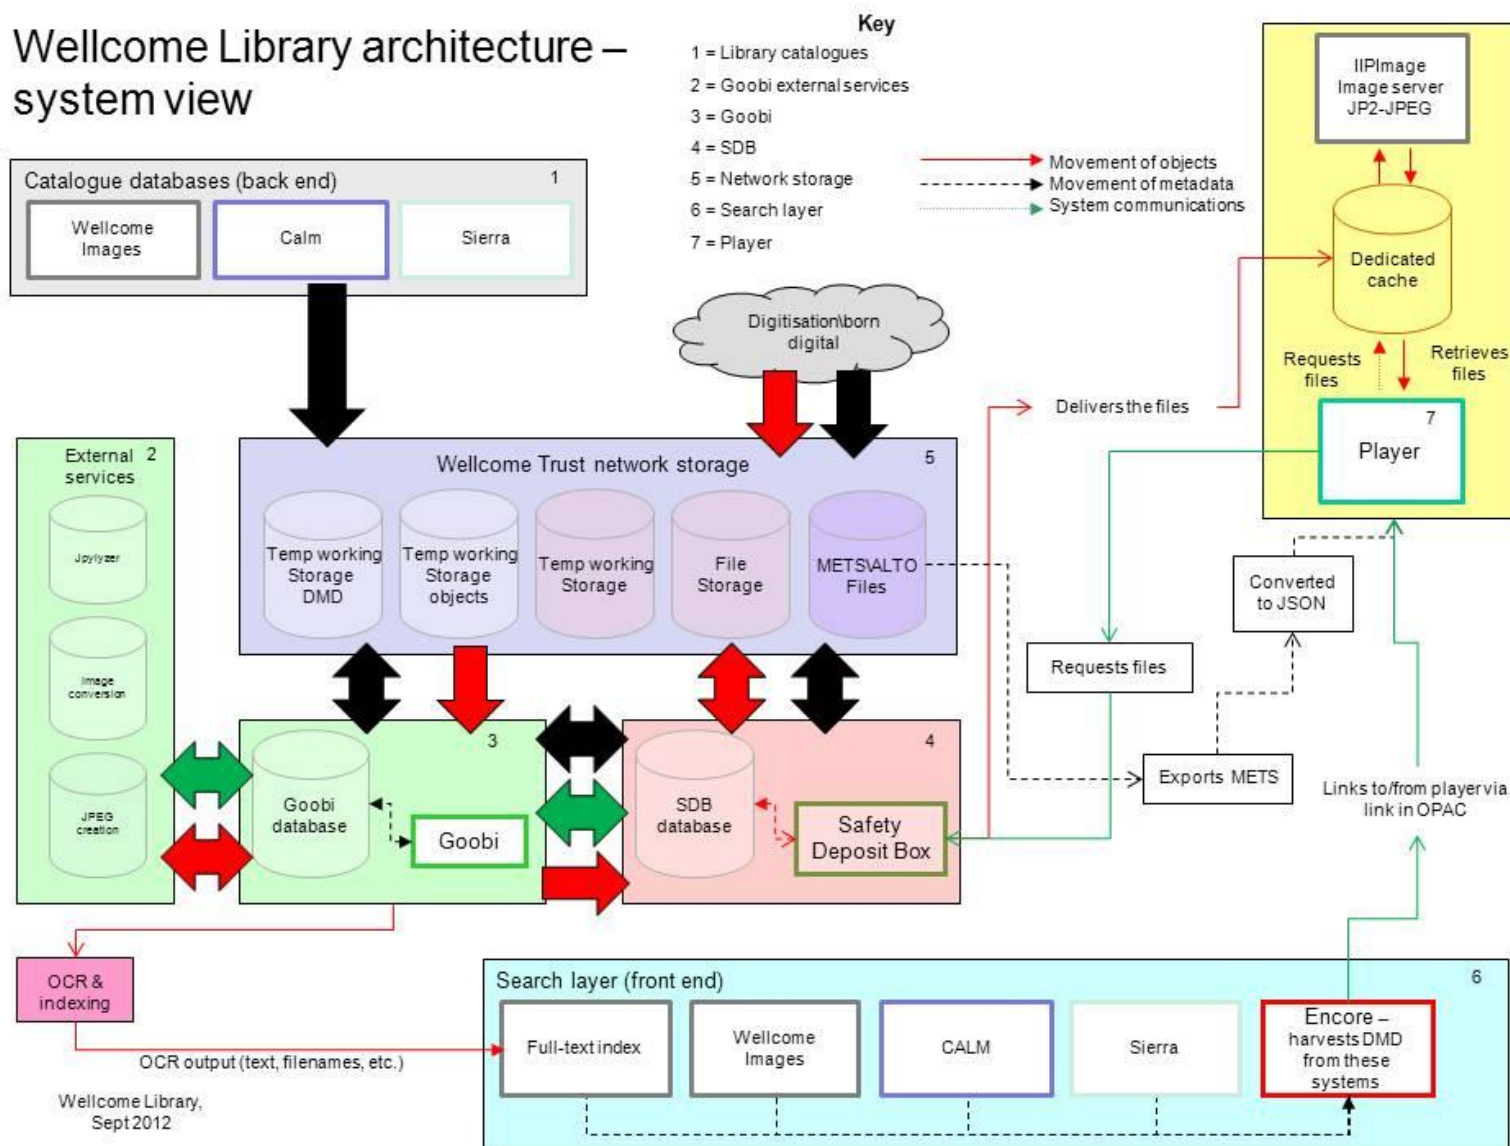 Wellcome Library architecture –
system view
Key
1 = Library catalogues
2 = Goobi external services
3 = Goobi
4 = SDB
5 = Network storage
6 = Search layer
7 = Player
Movement of objects
Movement of metadata
System communications
IIPImage
Image server
JP2-JPEG
Dedicated
cache
Requests
files
Retrieves
files
7
Player
Catalogue databases (back end)
1
Wellcome
Images
Calm
Sierra
Digitisation\born
digital
Delivers the files
External
services
2
Jpylyzer
Image
conversion
JPEG
creation
Wellcome Trust network storage
5
Temp working
Storage
DMD
Temp working
Storage
objects
Temp working
Storage
File
Storage
METS\ALTO
Files
Converted
to JSON
Requests files
Exports METS
Links to/from player via
link in OPAC
3
Goobi
database
Goobi
4
SDB
database
Safety
Deposit Box
OCR &
indexing
OCR output (text, filenames, etc.)
Search layer (front end)
6
Full-text index
Wellcome
Images
CALM
Sierra
Encore –
harvests DMD
from these
systems
Wellcome Library,
Sept 2012